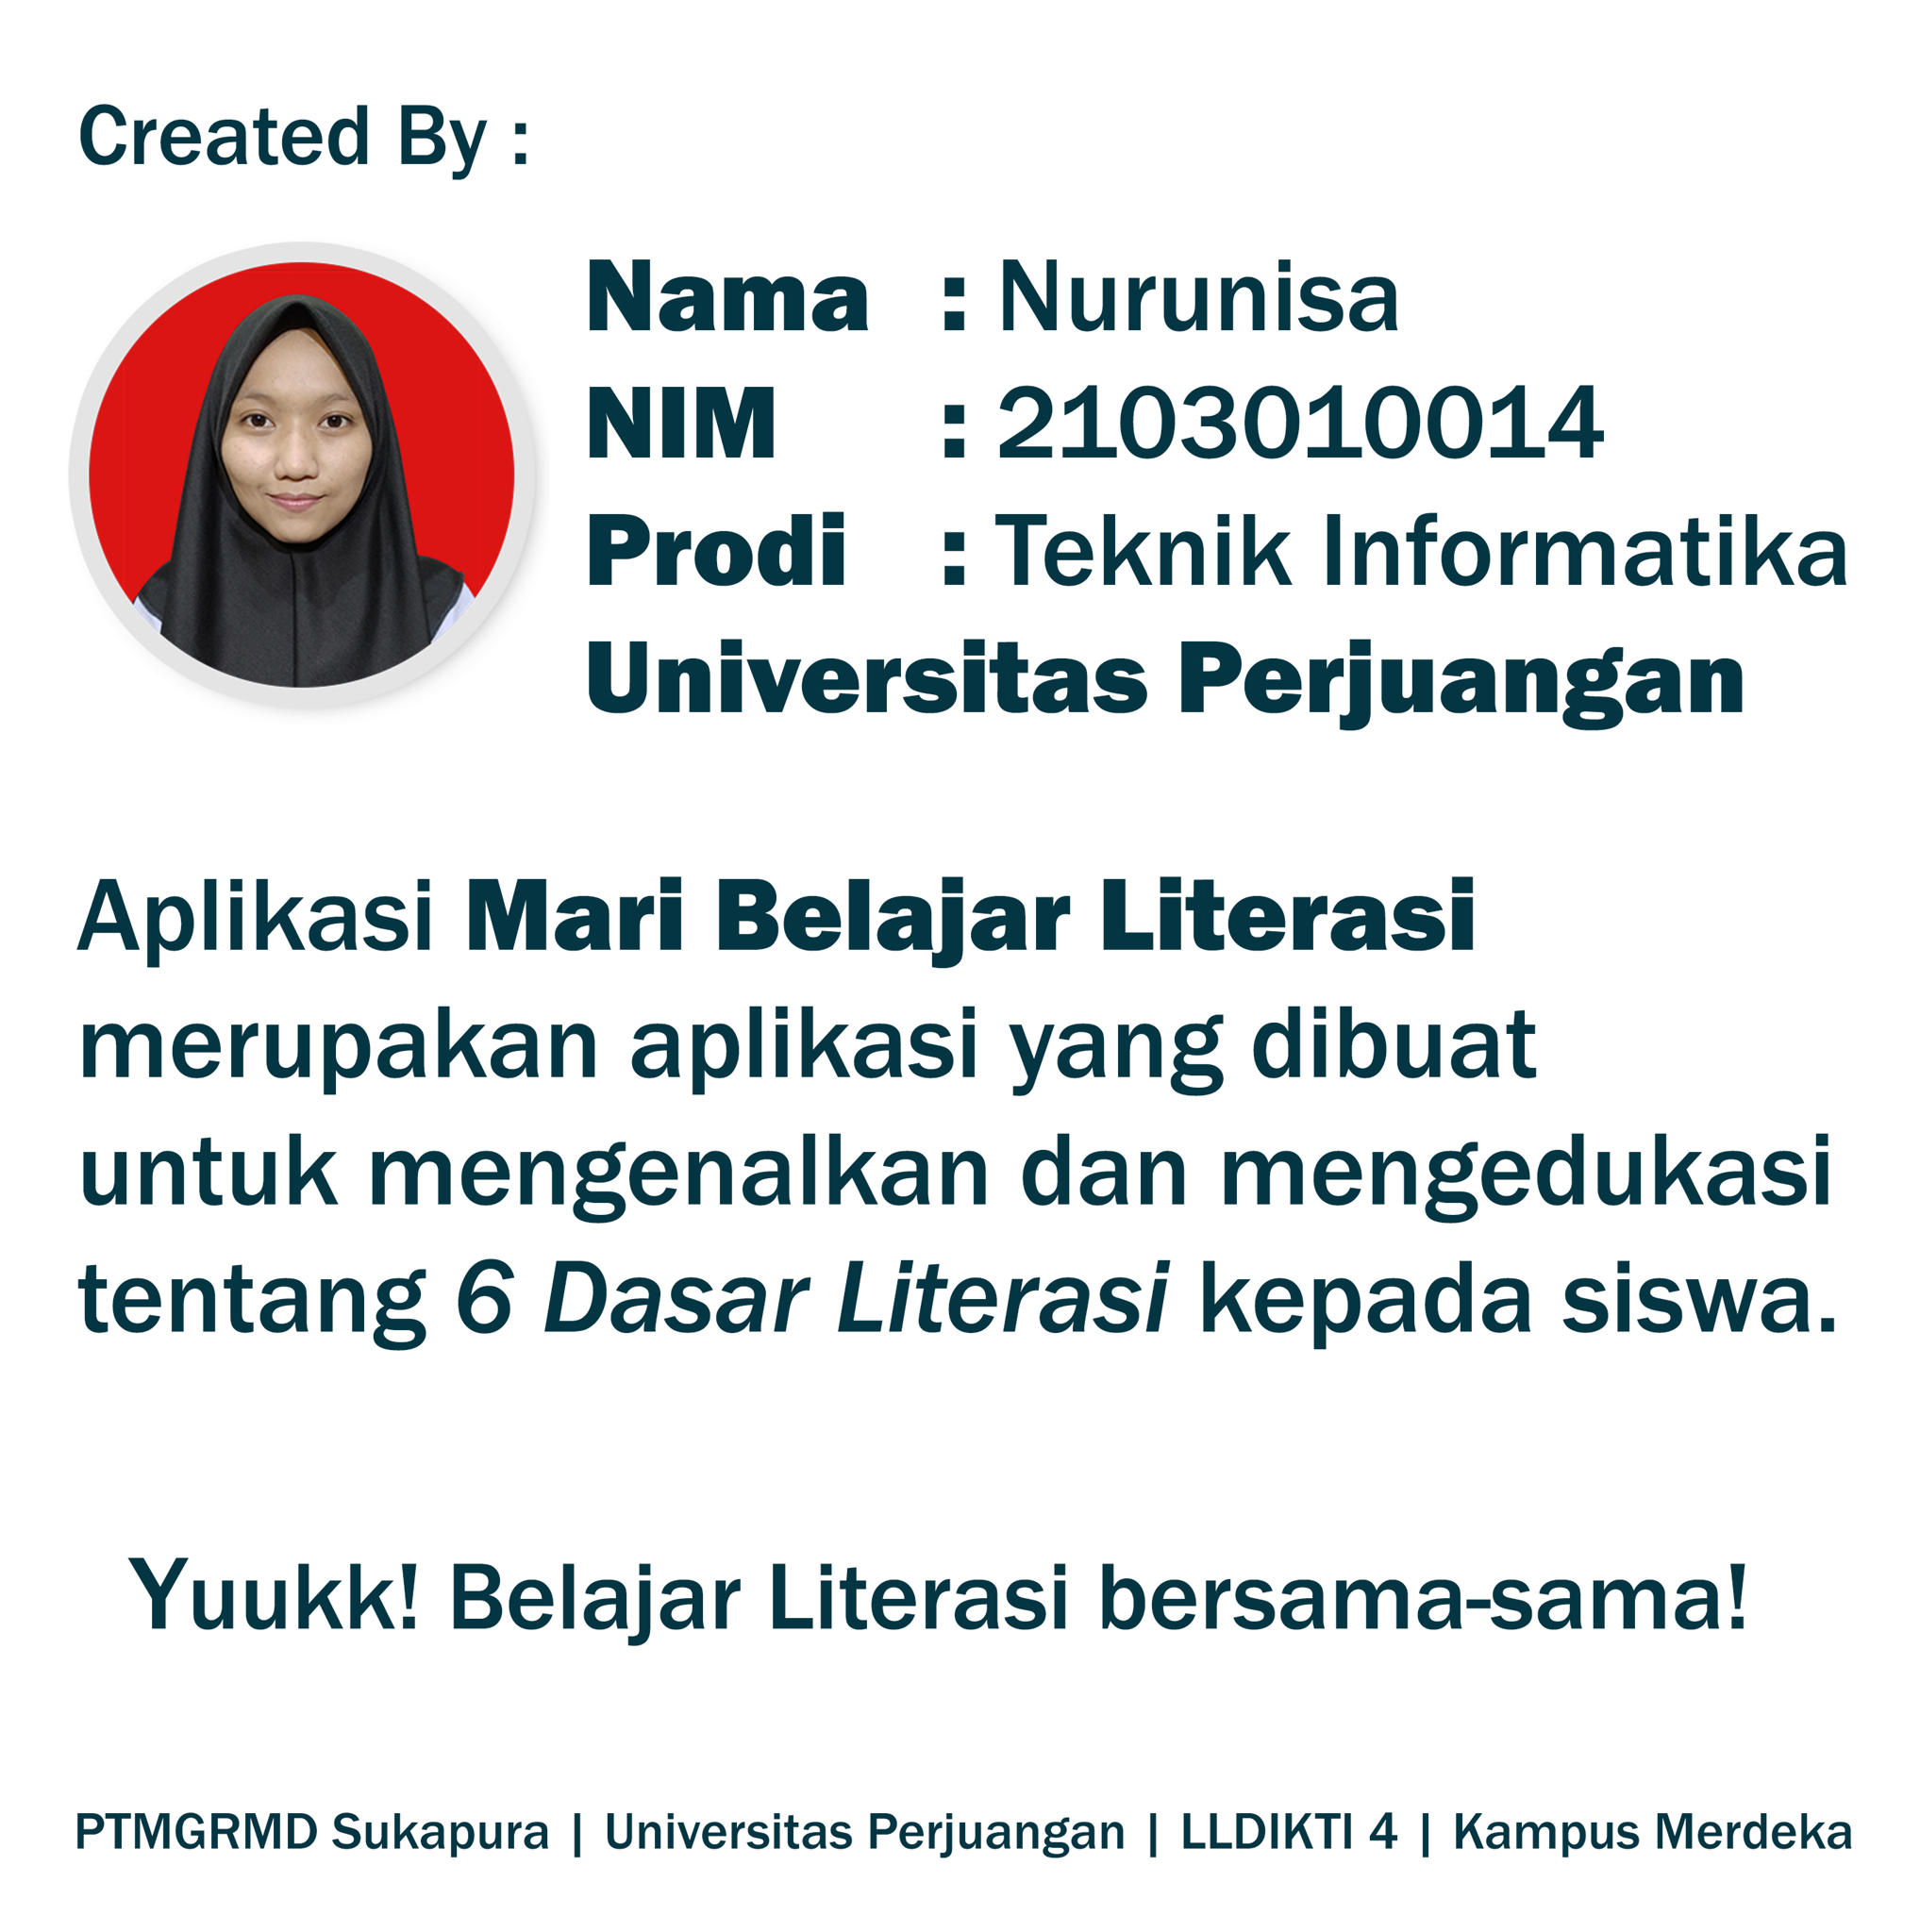 Created By :
Nama : Nurunisa
NIM : 2103010014
Prodi : Teknik Informatika
Universitas Perjuangan
Aplikasi Mari Belajar Literasi
merupakan aplikasi yang dibuat
untuk mengenalkan dan mengedukasi
tentang 6 Dasar Literasi kepada siswa.
Yuukk! Belajar Literasi bersama-sama!
PTMGRMD Sukapura | Universitas Perjuangan | LLDIKTI 4 | Kampus Merdeka